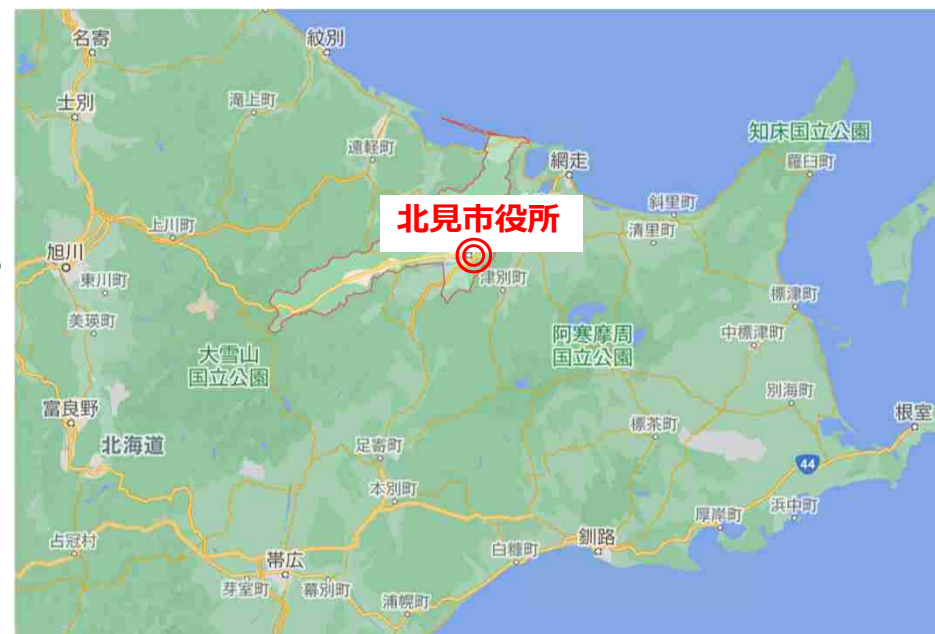 名寄
紋別
士別
滝上町
知床国立公園
遠軽町
網走
羅臼町
斜里町
北見市役所
上川町
清里町
旭川
東川町
津別町
標津町
美瑛町
中標津町
阿寒摩周
国立公園
大雪山
国立公園
別海町
富良野
根室
標茶町
北海道
足寄町
44
本別町
浜中町
厚岸町
占冠村
釧路
白糠町
帯広
芽室町
幕別町
浦幌町